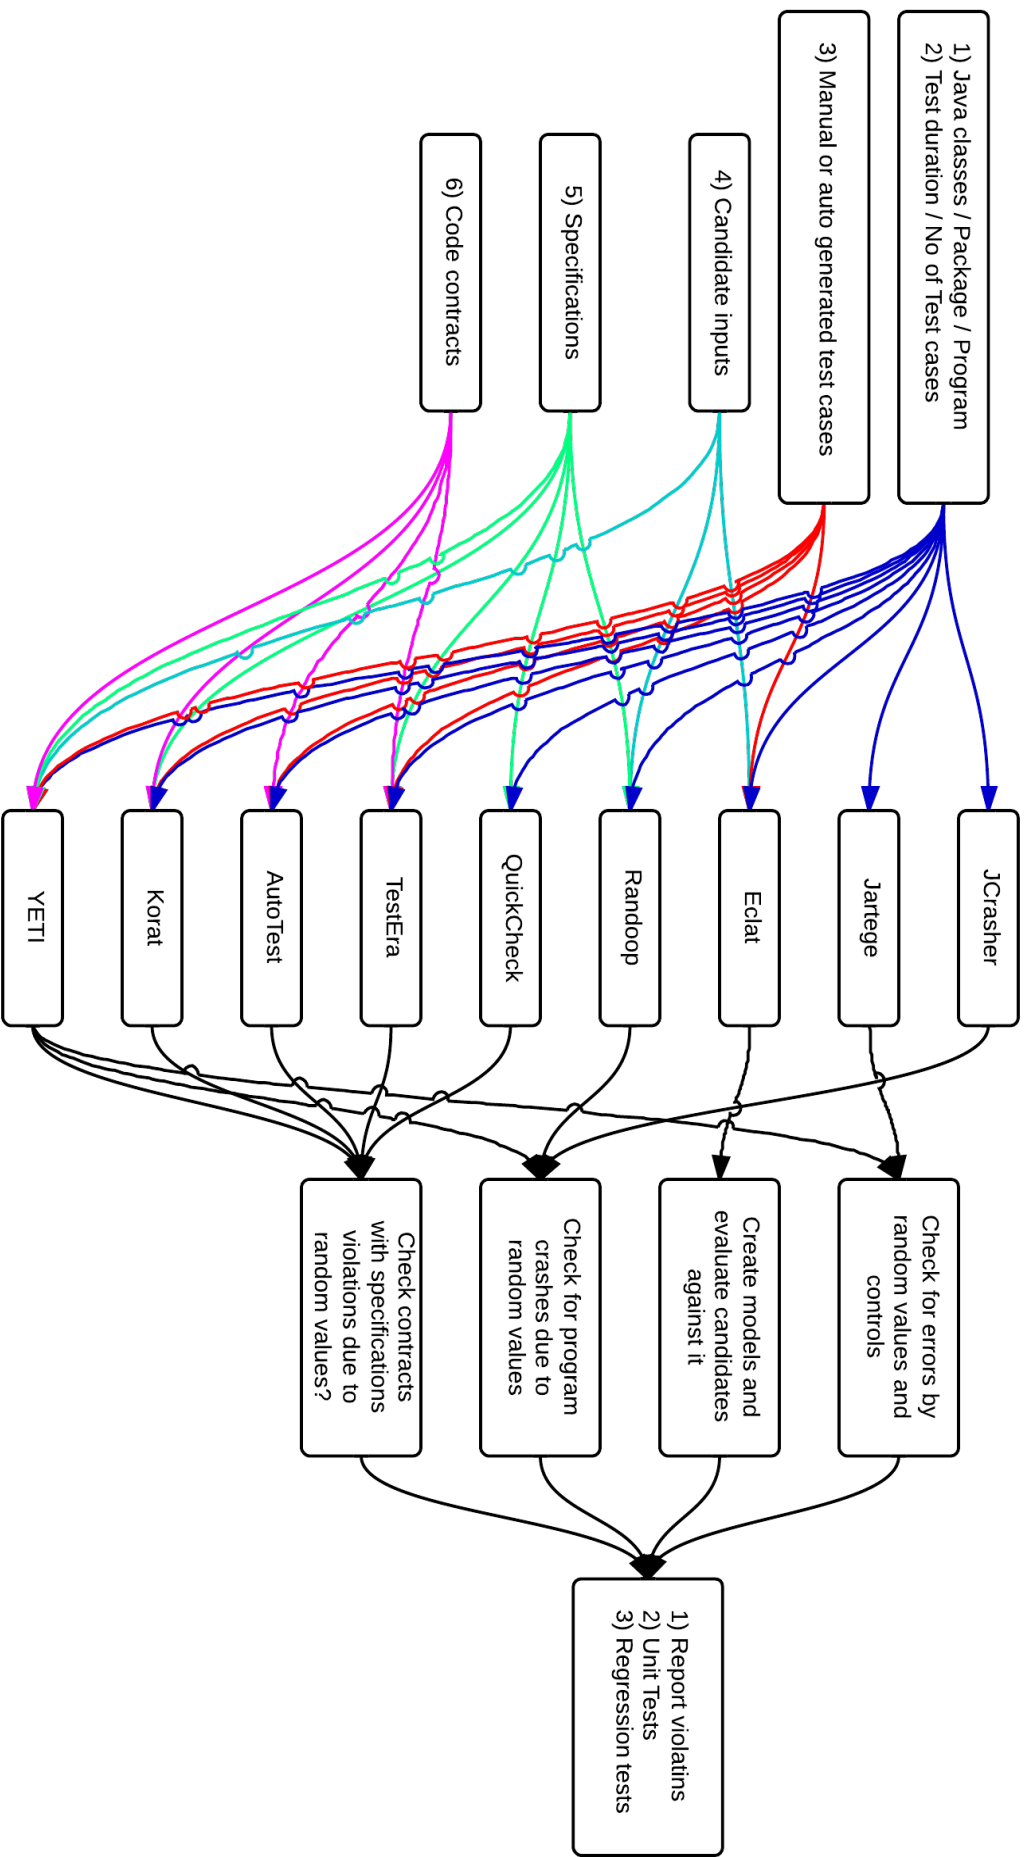 1) Java classes / Package / Program
2) Test duration / No of Test cases
3) Manual or auto generated test cases
4) Candidate inputs
5) Specifications
6) Code contracts
JCrasher
Jartege
Eclat
Randoop
QuickCheck
TestEra
AutoTest
Korat
YETI
Check for errors by
random values and
controls
Create models and
evaluate candidates
against it
Check for program
crashes due to
random values
Check contracts
with specifications
violations due to
random values?
1) Report violatins
2) Unit Tests
3) Regression tests